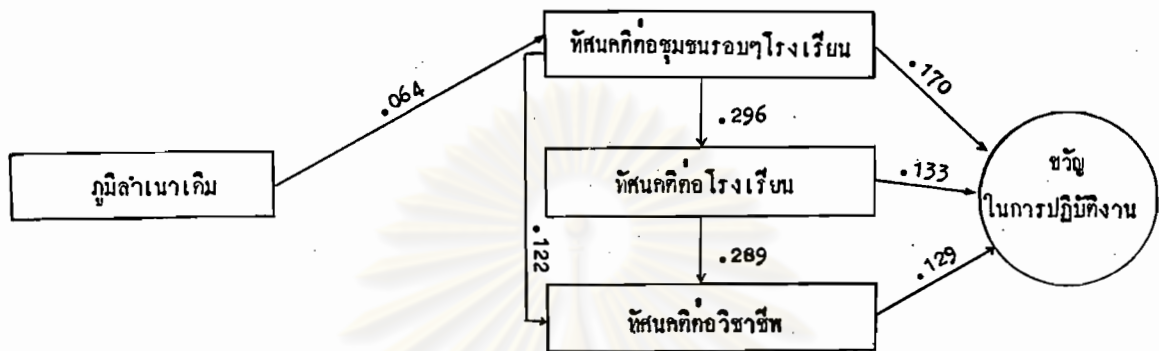 ทัศนคติต่อชุมชนรอบๆโรงเรียน
.064
.170
.296
ภูมิลำเนาเดิม
ทัศนคติต่อโรงเรียน
.133
ขวัญ
ในการปฏิบัติงาน
.122
.289
.129
ทัศนคติต่อวิชาชีพ